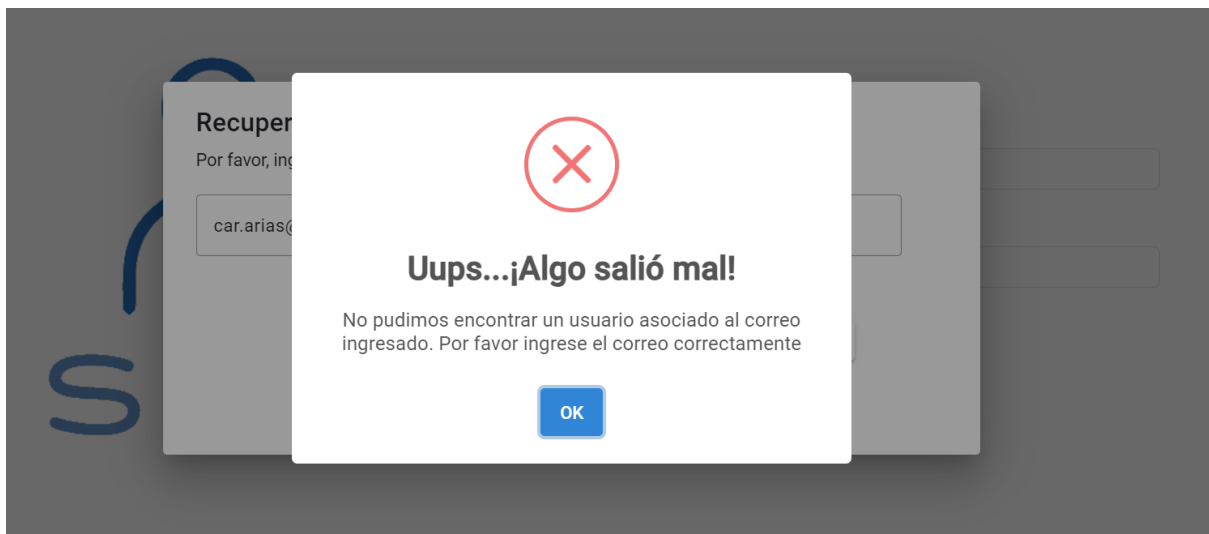 Recuper
Por favor, ing
car.arias@
Uups...¡Algo salió mal!
No pudimos encontrar un usuario asociado al correo
ingresado. Por favor ingrese el correo correctamente
OK
S